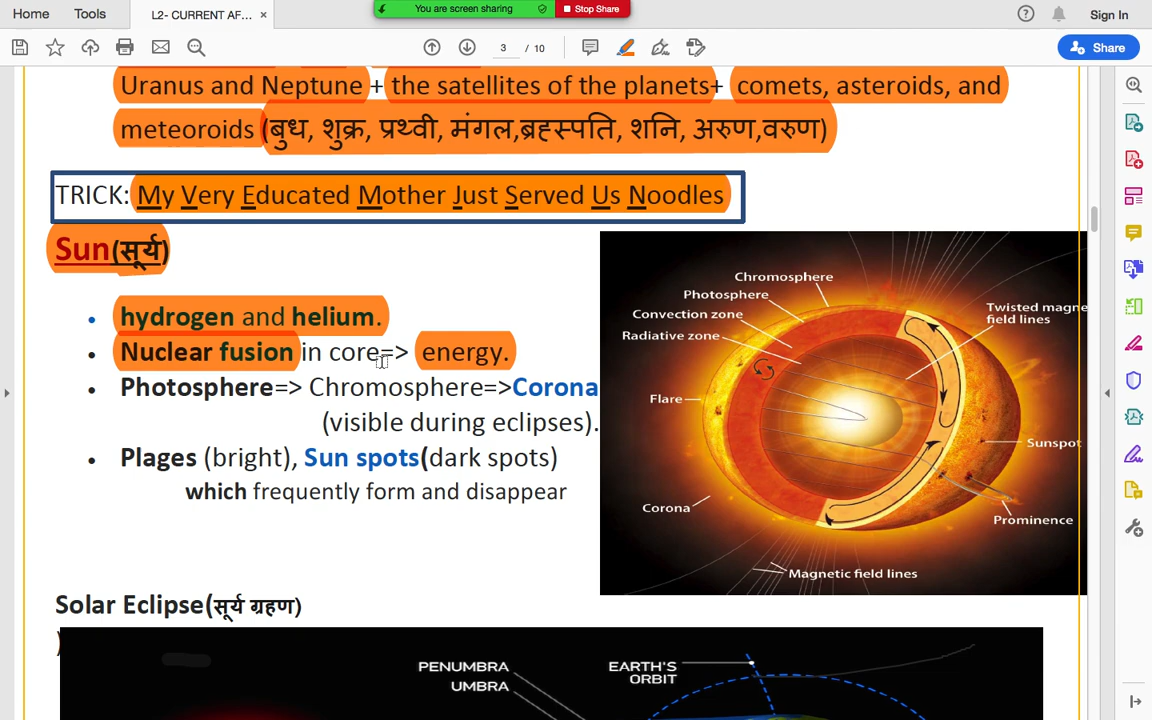 Home Tools L2- CURRENT AF... × You are screen sharing Stop Share ? Sign In
3 / 10 Share
Uranus and Neptune + the satellites of the planets+ comets, asteroids, and
meteoroids (बुध, शुक्र, प्रथ्वी, मंगल,ब्रह्स्पति, शनि, अरुण,वरुण)
TRICK: My Very Educated Mother Just Served Us Noodles
Sun(सूर्य)
• hydrogen and helium.
• Nuclear fusion in core=> energy.
• Photosphere=> Chromosphere=>Corona
(visible during eclipses).
• Plages (bright), Sun spots(dark spots)
which frequently form and disappear
Chromosphere
Photosphere
Convection zone
Radiative zone
Twisted magne
field lines
Flare
Sunspot
Corona
Prominence
Magnetic field lines
Solar Eclipse(सूर्य ग्रहण)
)
PENUMBRA
UMBRA
EARTH'S
ORBIT